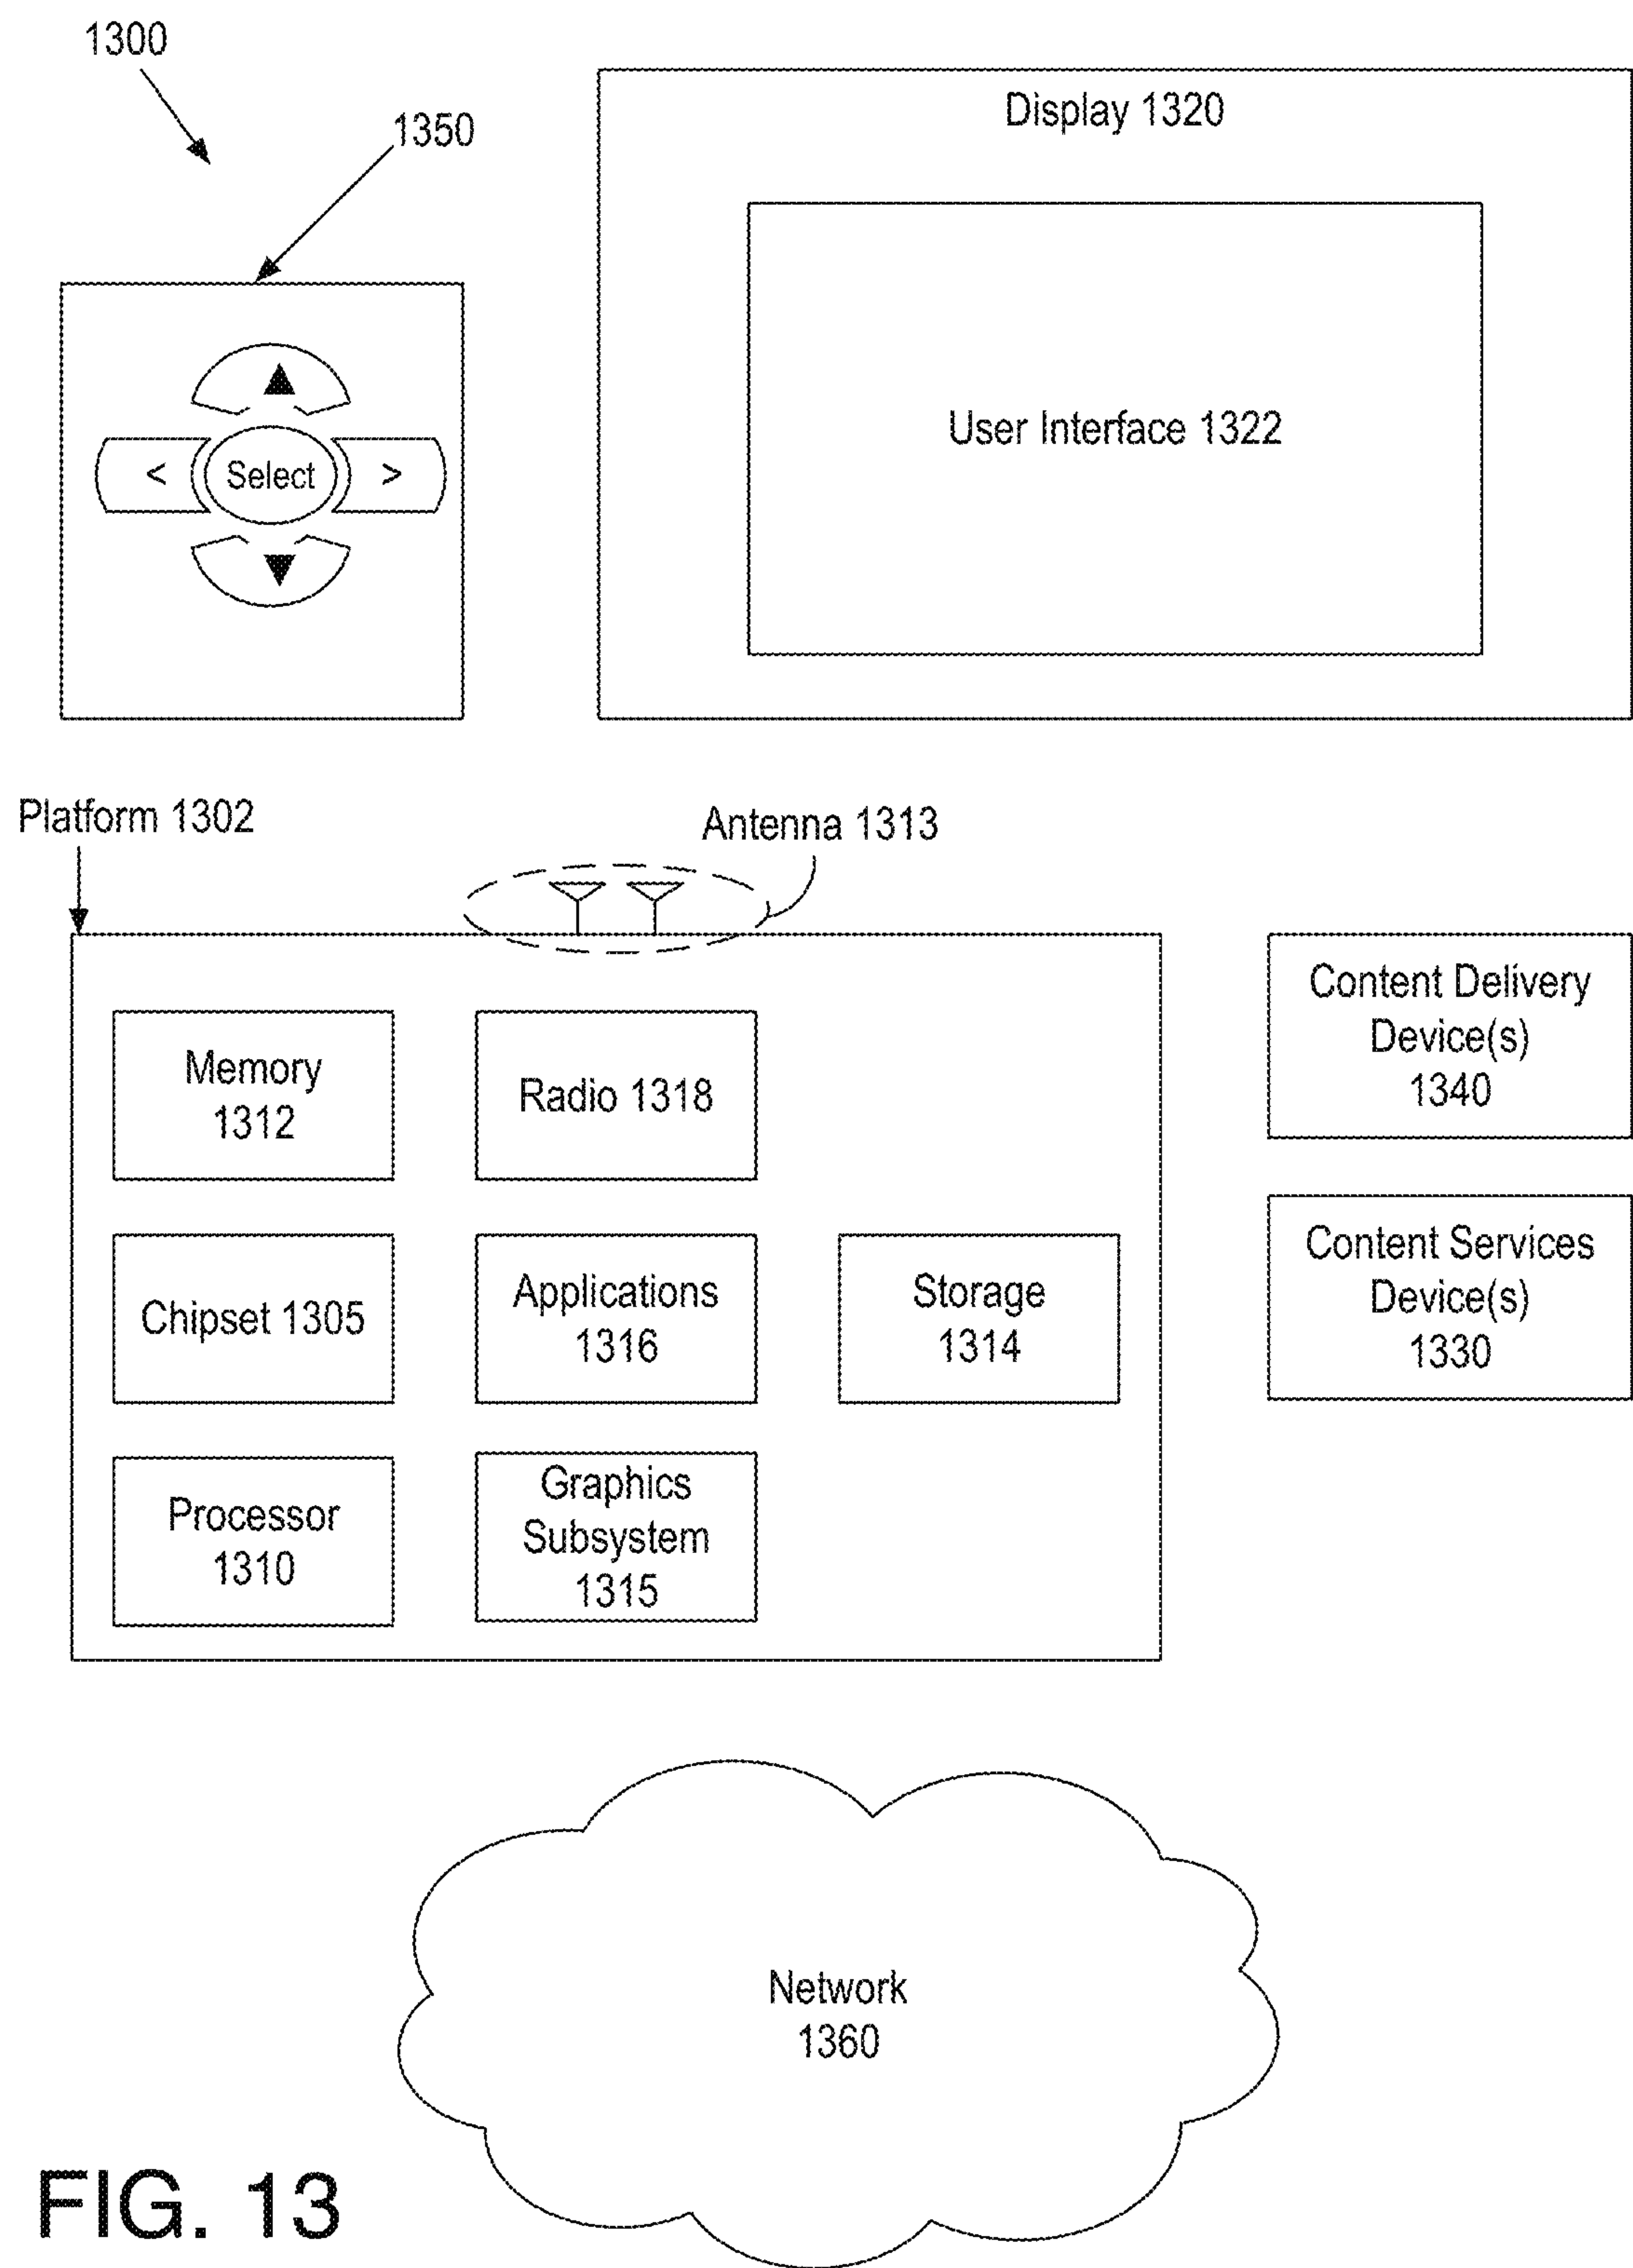 1300
1350
Display 1320
User Interface 1322
<
Select
>
Platform 1302
Antenna 1313
Memory
1312
Radio 1318
Content Delivery
Device(s)
1340
Chipset 1305
Applications
1316
Storage
1314
Content Services
Device(s)
1330
Processor
1310
Graphics
Subsystem
1315
Network
1360
FIG. 13